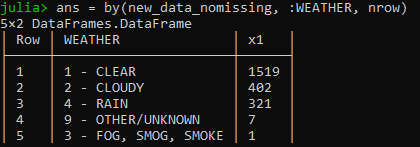 julia> ans = by(new_data_nomissing, :WEATHER, nrow)
5×2 DataFrames.DataFrame
| Row | WEATHER | x1 |
| 1 | 1 - CLEAR | 1519 |
| 2 | 2 - CLOUDY | 402 |
| 3 | 4 - RAIN | 321 |
| 4 | 9 - OTHER/UNKNOWN | 7 |
| 5 | 3 - FOG, SMOG, SMOKE | 1 |